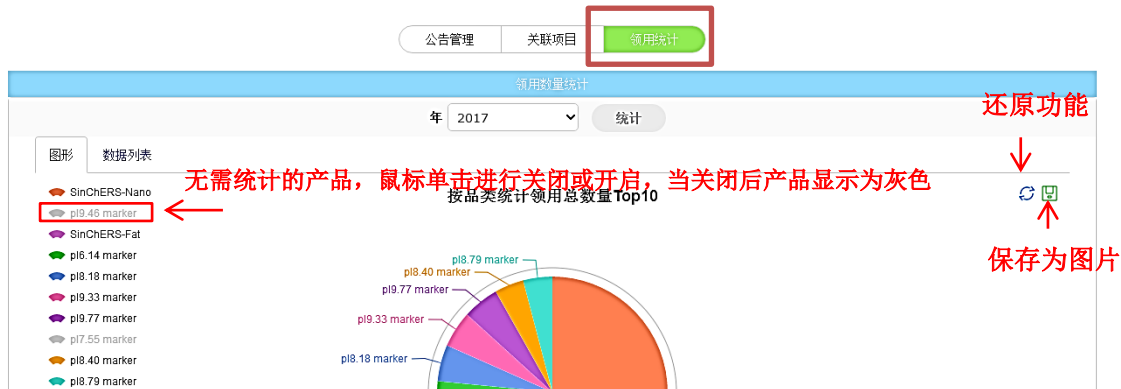 公告管理 关联项目 领用统计
领用数量统计
年 2017 统计
还原功能
图形 数据列表
无需统计的产品，鼠标单击进行关闭或开启，当关闭后产品显示为灰色
按品类统计领用总数量Top10
保存为图片
SinChERS-Nano
pI9.46 marker
SinChERS-Fat
pI6.14 marker
pI8.18 marker
pI9.33 marker
pI9.77 marker
pI7.55 marker
pI8.40 marker
pI8.79 marker
pI8.79 marker
pI8.40 marker
pI9.77 marker
pI9.33 marker
pI8.18 marker